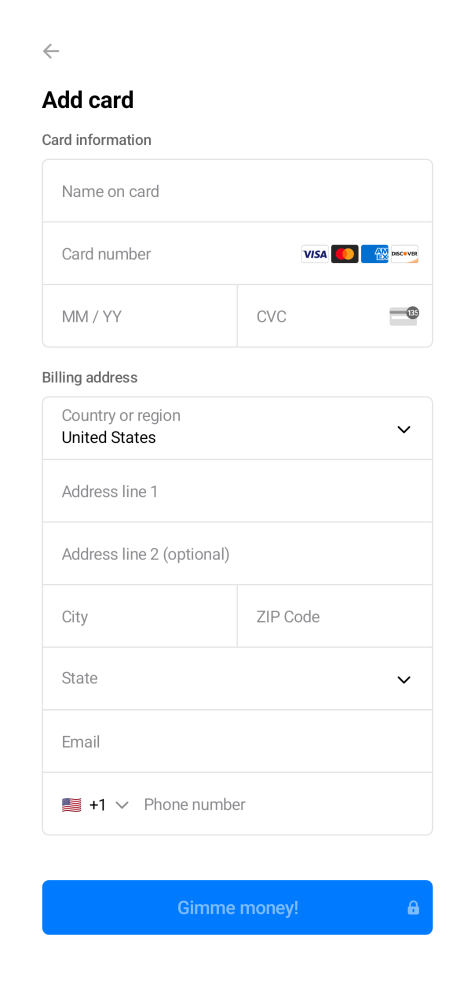 Add card
Card information
Name on card
Card number VISA AM EX DISCOVER
MM / YY CVC 135
Billing address
Country or region
United States
Address line 1
Address line 2 (optional)
City ZIP Code
State
Email
+1 Phone number
Gimme money!